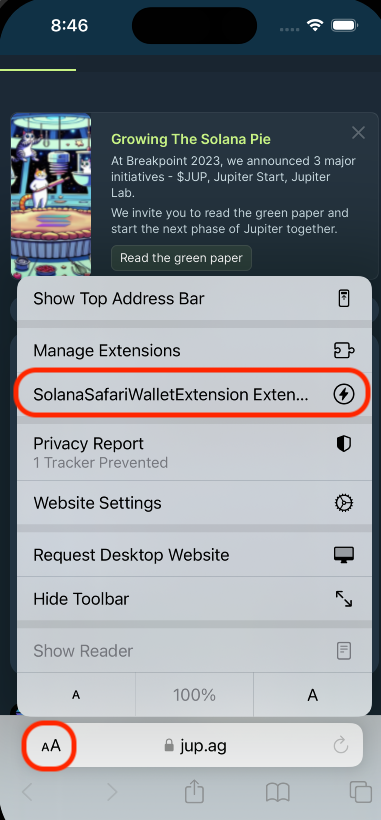 8:46
Growing The Solana Pie
At Breakpoint 2023, we announced 3 major
initiatives - $JUP, Jupiter Start, Jupiter
Lab.
We invite you to read the green paper and
start the next phase of Jupiter together.
Read the green paper
Show Top Address Bar
Manage Extensions
SolanaSafariWalletExtension Exten...
Privacy Report
1 Tracker Prevented
Website Settings
Request Desktop Website
Hide Toolbar
Show Reader
A 100% A
AA jup.ag